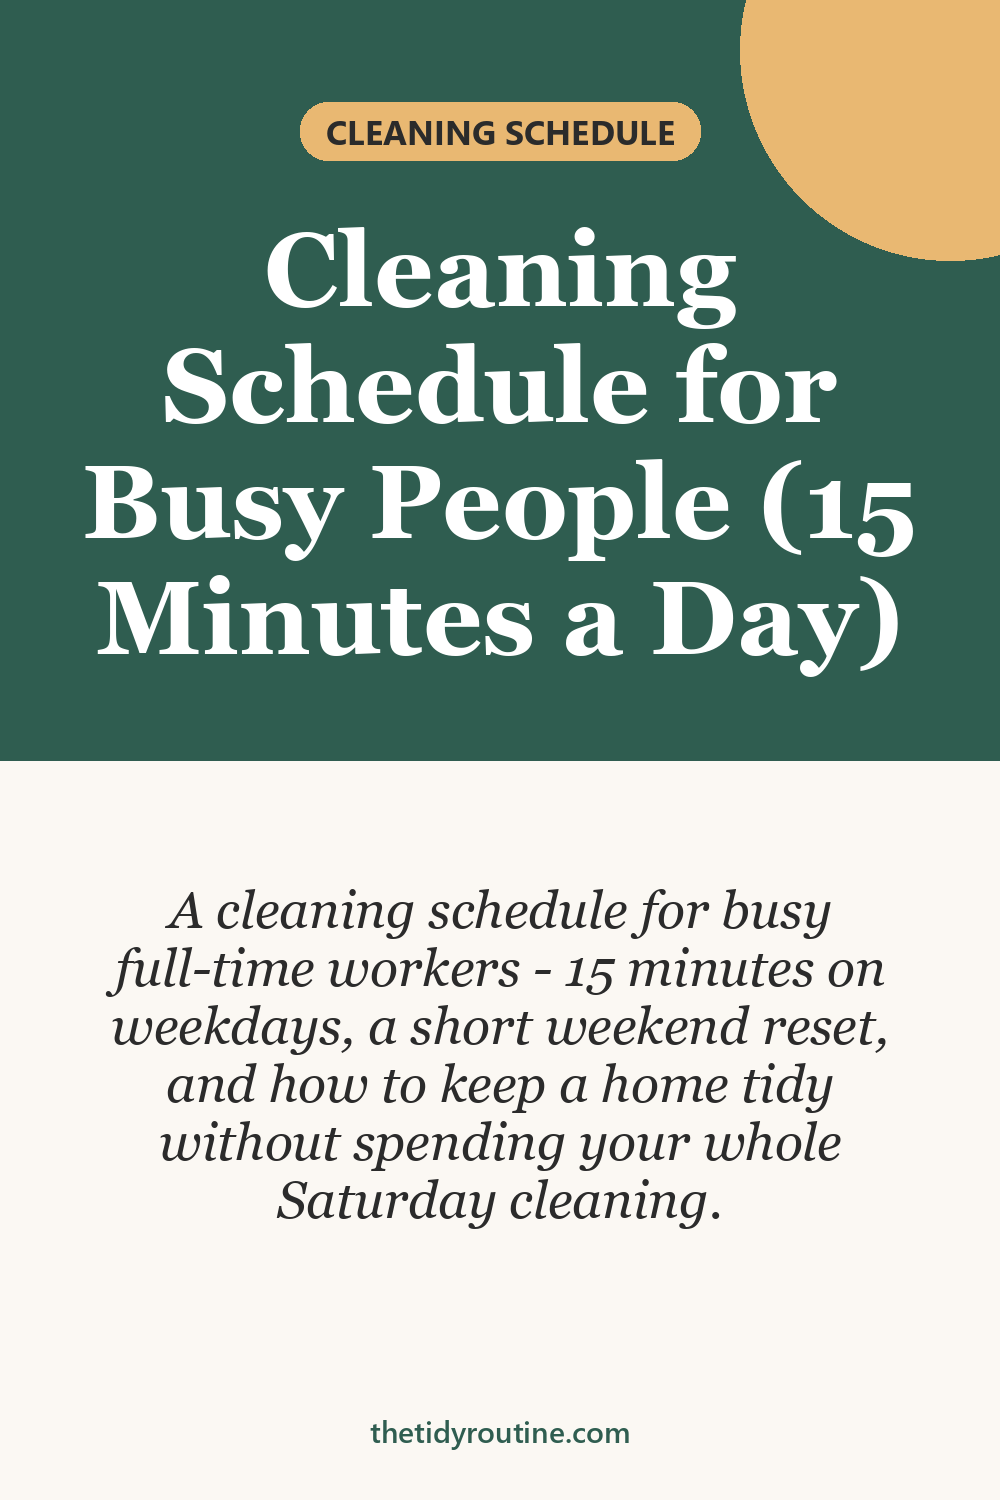 CLEANING SCHEDULE
Cleaning
Schedule for
Busy People (15
Minutes a Day)
A cleaning schedule for busy
full-time workers - 15 minutes on
weekdays, a short weekend reset,
and how to keep a home tidy
without spending your whole
Saturday cleaning.
thetidyroutine.com